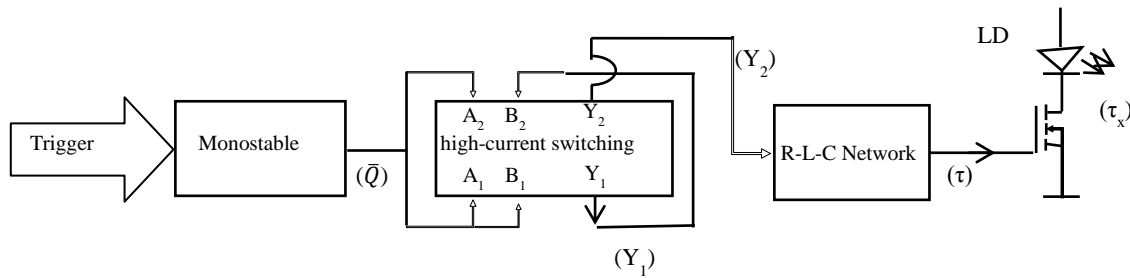 LD
(Y₂)
(τₓ)
A₂ B₂ Y₂
Trigger
Monostable
high-current switching
R-L-C Network
(Q̄)
A₁ B₁ Y₁
(τ)
(Y₁)